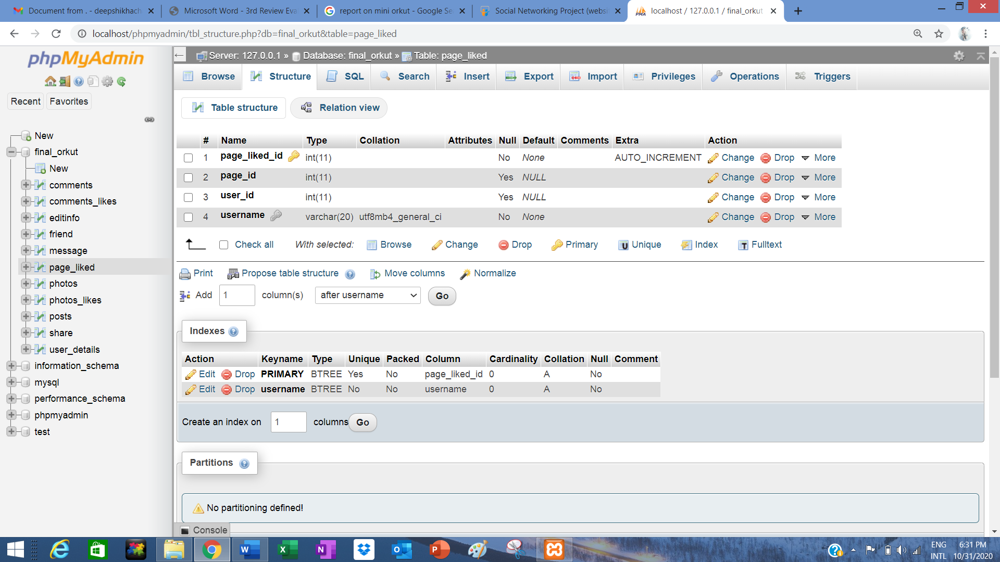 Document from . - deepshikhach
Microsoft Word - 3rd Review Eva
report on mini orkut - Google Se
Social Networking Project (websi
PMA localhost / 127.0.0.1 / final_orkut
localhost/phpmyadmin/tbl_structure.php?db=final_orkut&table=page_liked
phpMyAdmin
Recent Favorites
New
final_orkut
New
comments
comments_likes
editinfo
friend
message
page_liked
photos
photos_likes
posts
share
user_details
information_schema
mysql
performance_schema
phpmyadmin
test
Server: 127.0.0.1 » Database: final_orkut » Table: page_liked
Browse Structure SQL Search Insert Export Import Privileges Operations Triggers
Table structure Relation view
# Name Type Collation Attributes Null Default Comments Extra Action
1 page_liked_id int(11) No None AUTO_INCREMENT Change Drop More
2 page_id int(11) Yes NULL Change Drop More
3 user_id int(11) Yes NULL Change Drop More
4 username varchar(20) utf8mb4_general_ci No None Change Drop More
Check all With selected: Browse Change Drop Primary Unique Index Fulltext
Print Propose table structure Move columns Normalize
Add 1 column(s) after username Go
Indexes
Action Keyname Type Unique Packed Column Cardinality Collation Null Comment
Edit Drop PRIMARY BTREE Yes No page_liked_id 0 A No
Edit Drop username BTREE No No username 0 A No
Create an index on 1 columns Go
Partitions
No partitioning defined!
Console
ENG 6:31 PM
INTL 10/31/2020